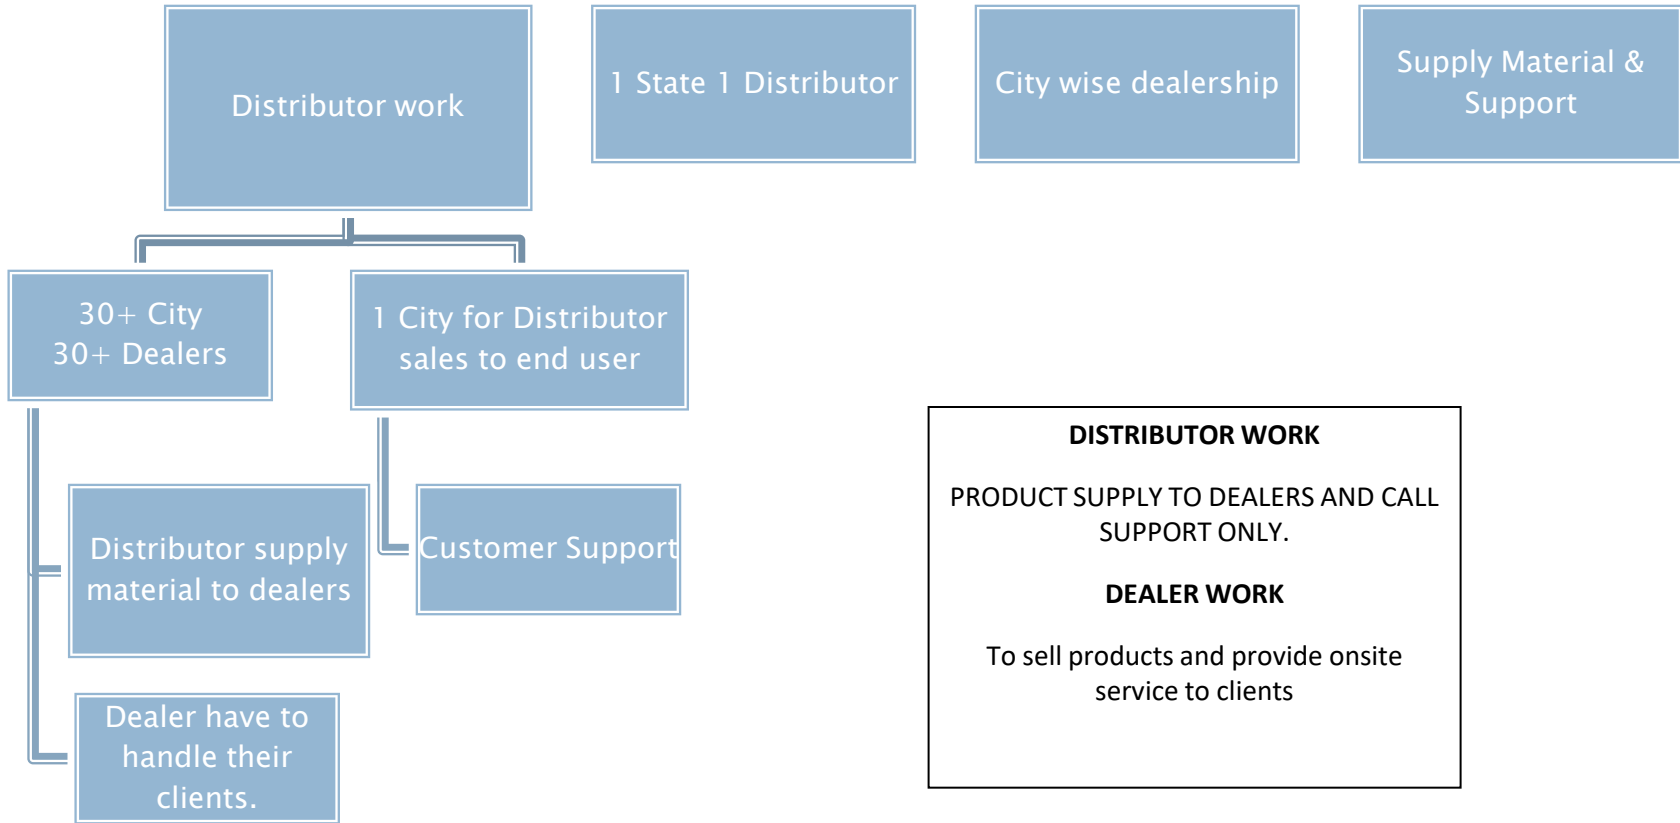 Distributor work
1 State 1 Distributor
City wise dealership
Supply Material &
Support
30+ City
30+ Dealers
1 City for Distributor
sales to end user
Distributor supply
material to dealers
Customer Support
Dealer have to
handle their
clients.
DISTRIBUTOR WORK
PRODUCT SUPPLY TO DEALERS AND CALL
SUPPORT ONLY.
DEALER WORK
To sell products and provide onsite
service to clients